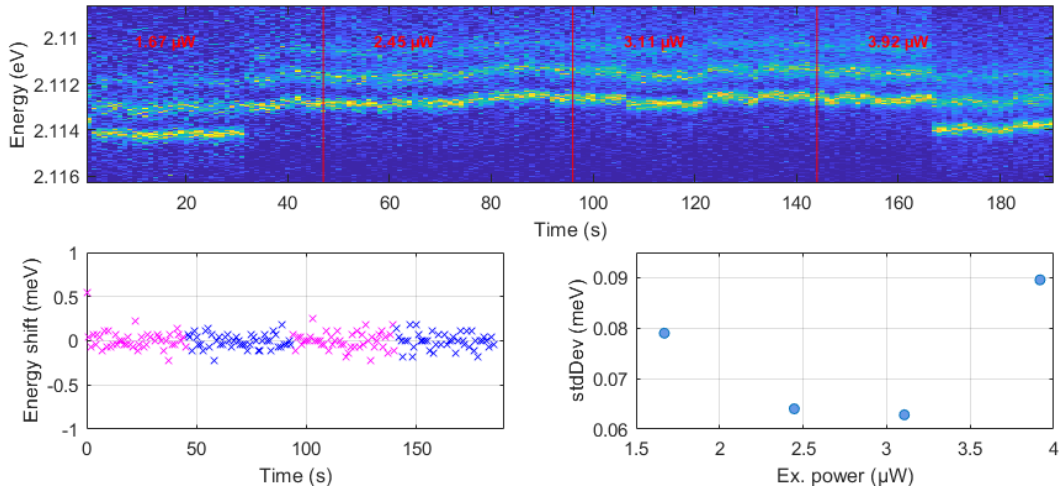 1.67 µW 2.45 µW 3.11 µW 3.92 µW
2.11
2.112
2.114
2.116
Energy (eV)
20 40 60 80 100 120 140 160 180
Time (s)
1
0.5
0
-0.5
-1
Energy shift (meV)
0 50 100 150
Time (s)
0.09
0.08
0.07
0.06
stdDev (meV)
1.5 2 2.5 3 3.5 4
Ex. power (µW)